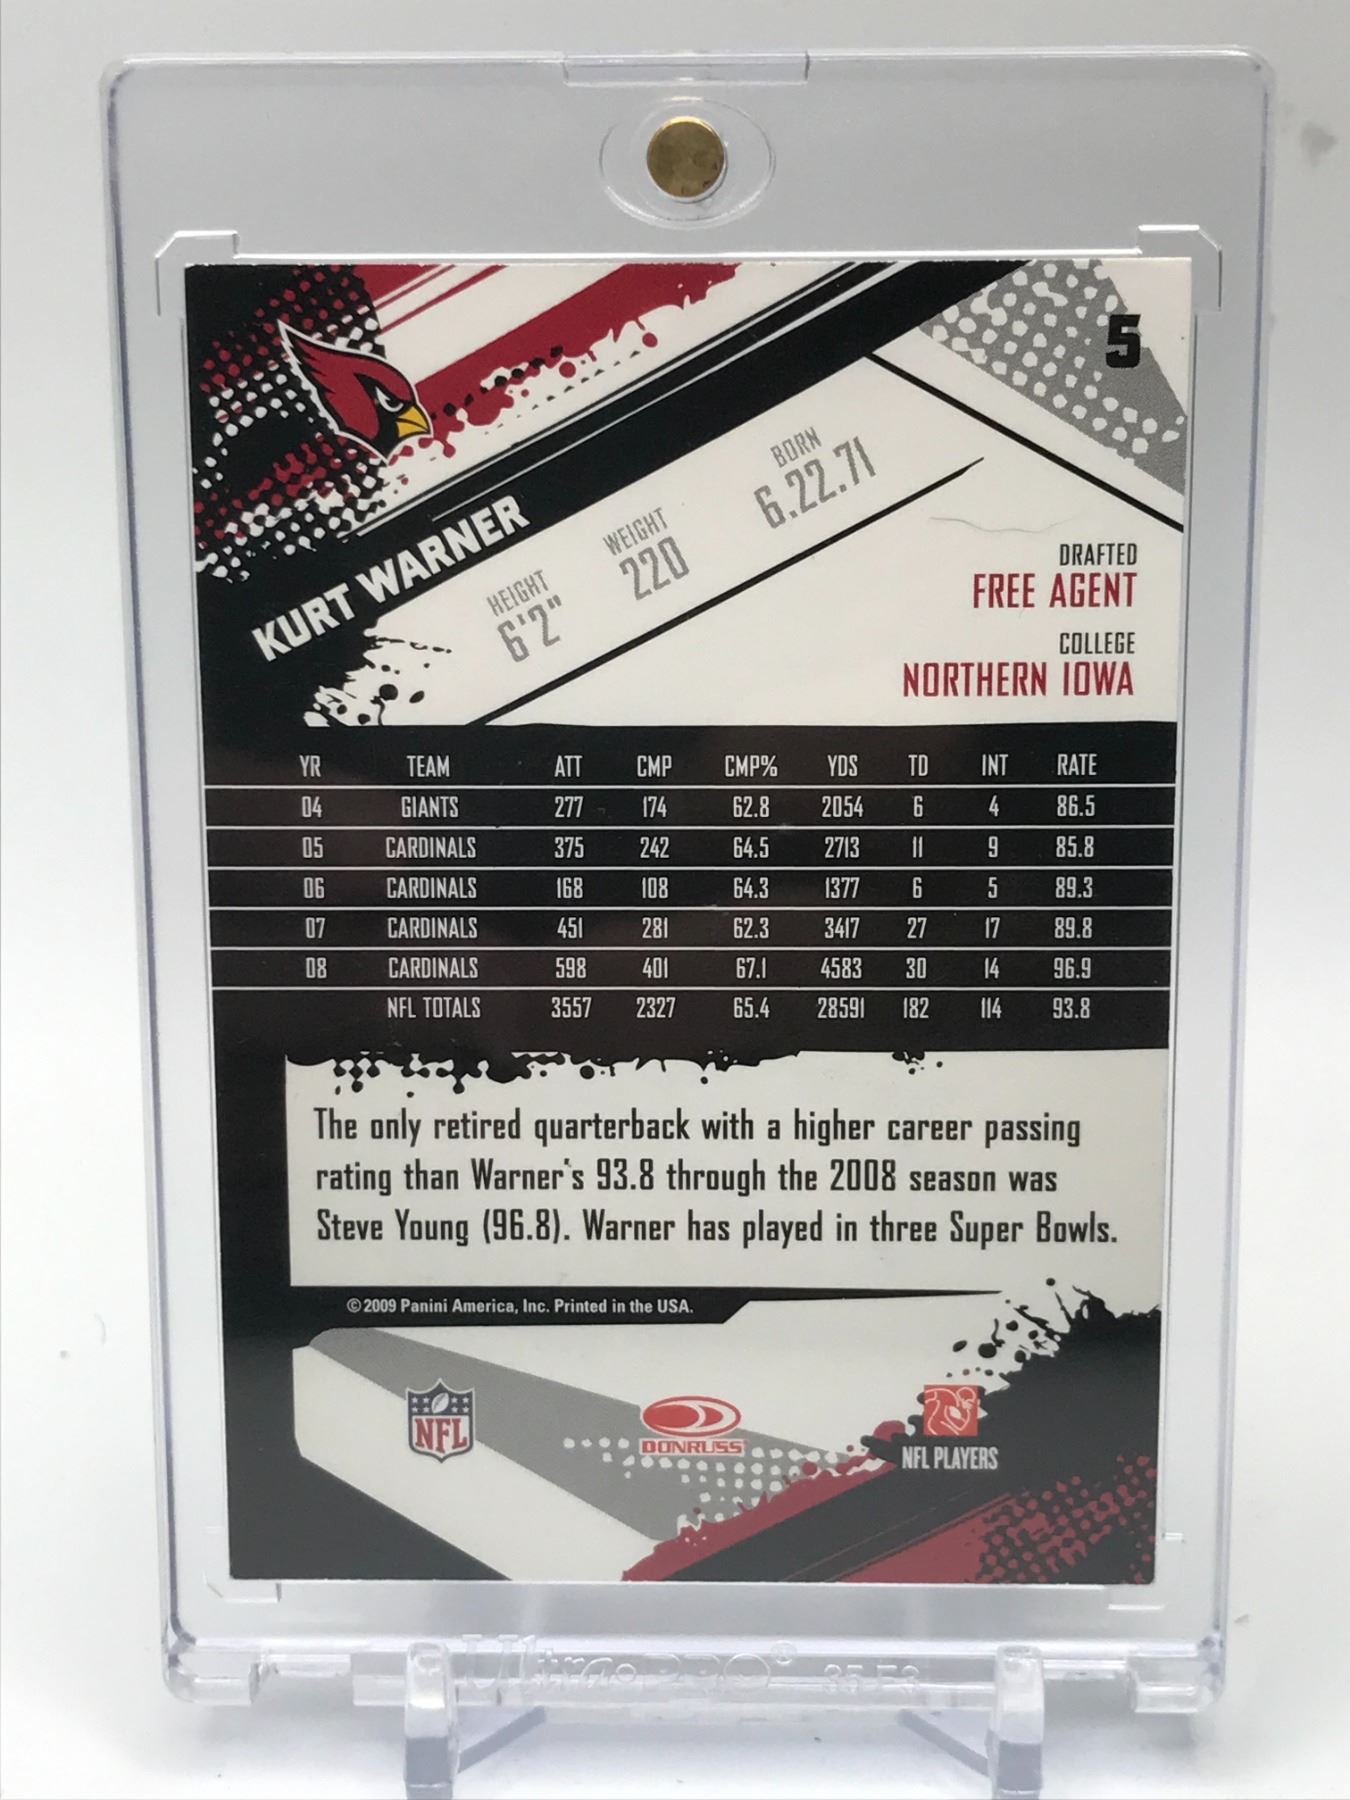 5
KURT WARNER
HEIGHT
6'2"
WEIGHT
220
BORN
6.22.71
DRAFTED
FREE AGENT
COLLEGE
NORTHERN IOWA
YR TEAM ATT CMP CMP% YDS TD INT RATE
04 GIANTS 277 174 62.8 2054 6 4 86.5
05 CARDINALS 375 242 64.5 2713 11 9 85.8
06 CARDINALS 168 108 64.3 1377 6 5 89.3
07 CARDINALS 451 281 62.3 3417 27 17 89.8
08 CARDINALS 598 401 67.1 4583 30 14 96.9
NFL TOTALS 3557 2327 65.4 28591 182 114 93.8
The only retired quarterback with a higher career passing
rating than Warner's 93.8 through the 2008 season was
Steve Young (96.8). Warner has played in three Super Bowls.
© 2009 Panini America, Inc. Printed in the USA.
NFL
DONRUSS
NFL PLAYERS
Ultra PRO®